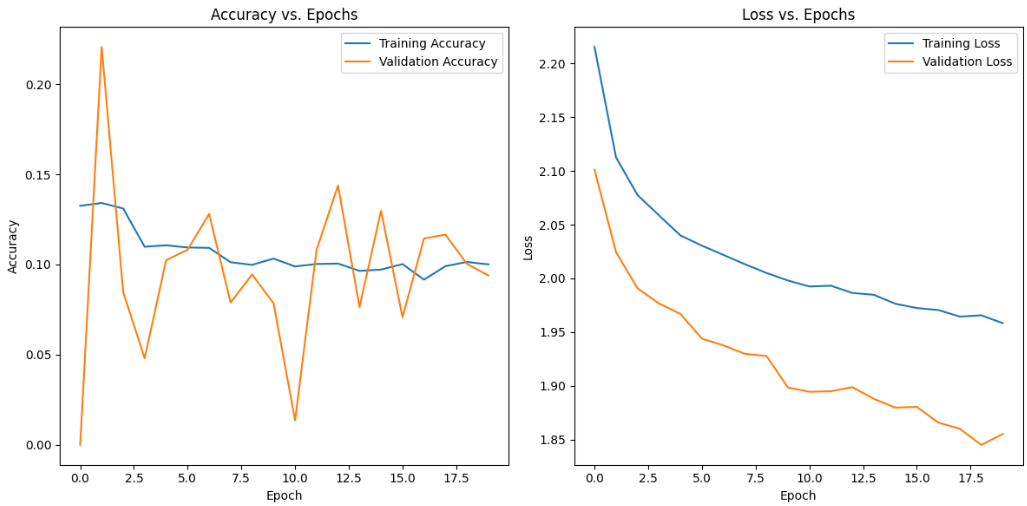 Accuracy vs. Epochs
Training Accuracy
Validation Accuracy
Accuracy
0.20
0.15
0.10
0.05
0.00
0.0 2.5 5.0 7.5 10.0 12.5 15.0 17.5
Epoch
Loss vs. Epochs
Training Loss
Validation Loss
Loss
2.20
2.15
2.10
2.05
2.00
1.95
1.90
1.85
0.0 2.5 5.0 7.5 10.0 12.5 15.0 17.5
Epoch